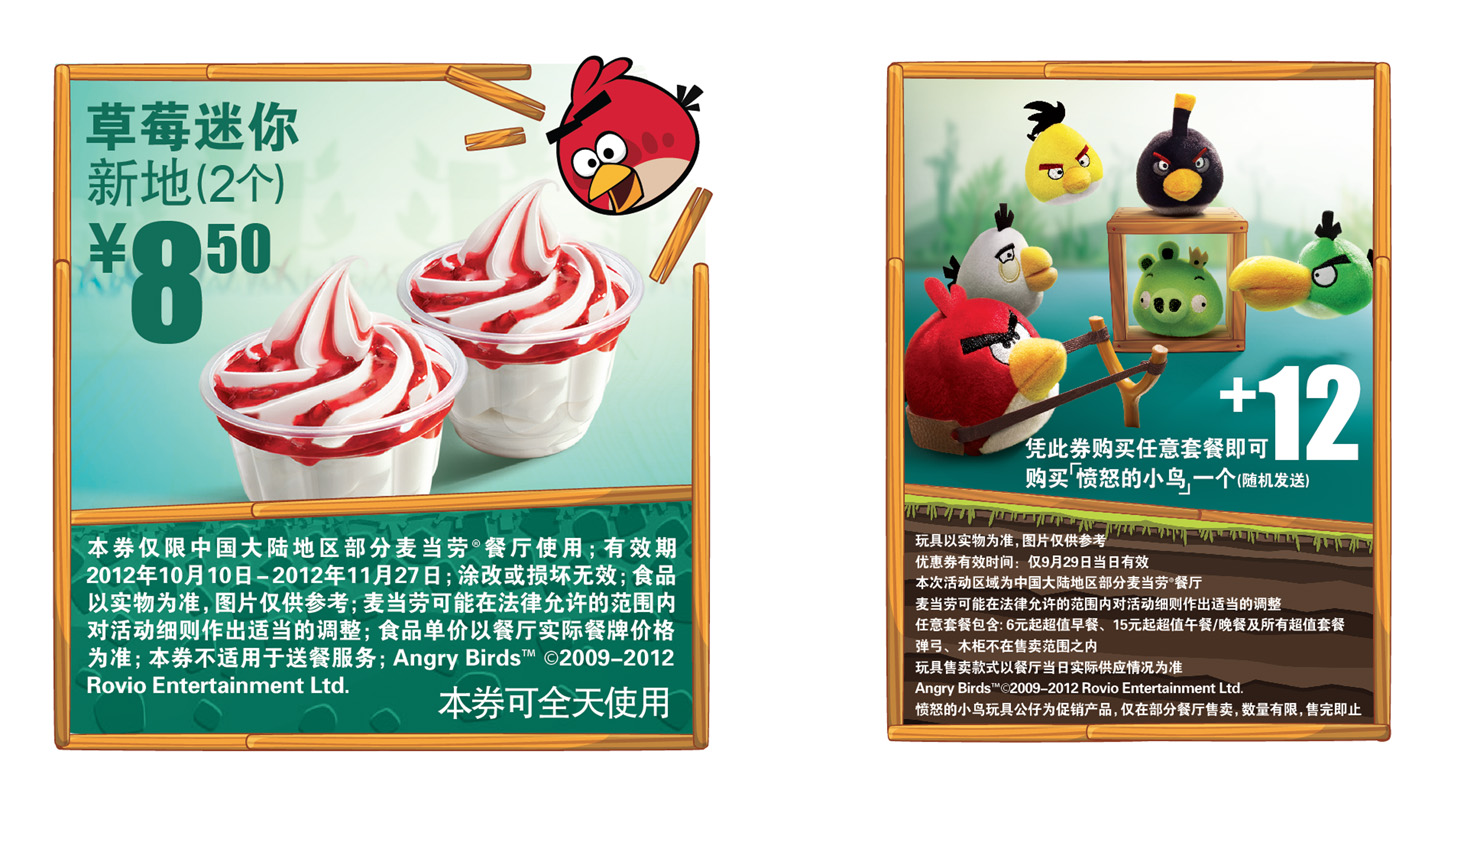 草莓迷你
新地(2个)
¥8 50
本券仅限中国大陆地区部分麦当劳®餐厅使用；有效期
2012年10月10日-2012年11月27日；涂改或损坏无效；食品
以实物为准，图片仅供参考；麦当劳可能在法律允许的范围内
对活动细则作出适当的调整；食品单价以餐厅实际餐牌价格
为准；本券不适用于送餐服务；Angry Birds™ ©2009-2012
Rovio Entertainment Ltd.
本券可全天使用
+12
凭此券购买任意套餐即可
购买「愤怒的小鸟」一个(随机发送)
玩具以实物为准，图片仅供参考
优惠券有效时间：仅9月29日当日有效
本次活动区域为中国大陆地区部分麦当劳®餐厅
麦当劳可能在法律允许的范围内对活动细则作出适当的调整
任意套餐包含: 6元起超值早餐、15元起超值午餐/晚餐及所有超值套餐
弹弓、木柜不在售卖范围之内
玩具售卖款式以餐厅当日实际供应情况为准
Angry Birds™©2009-2012 Rovio Entertainment Ltd.
愤怒的小鸟玩具公仔为促销产品，仅在部分餐厅售卖，数量有限，售完即止